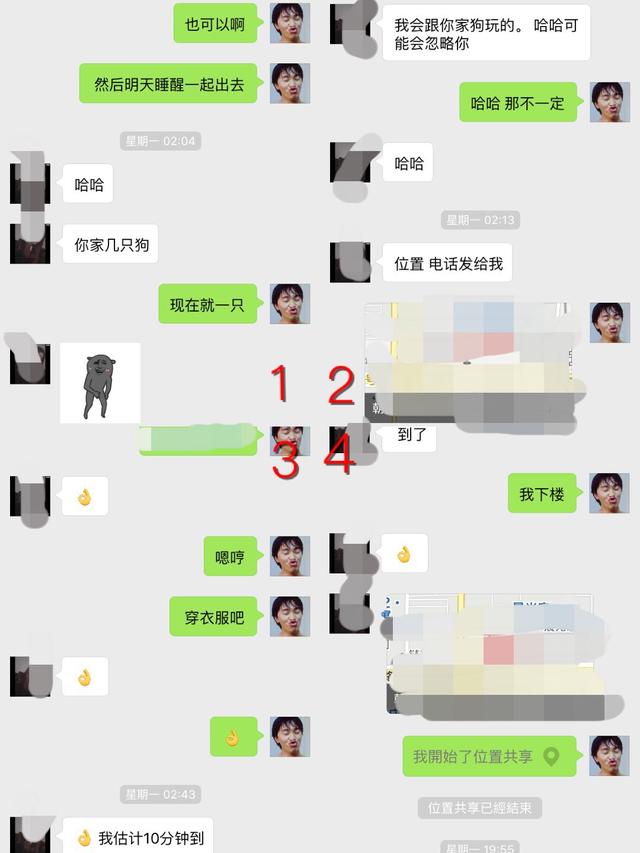 也可以啊
然后明天睡醒一起出去
星期一 02:04
哈哈
你家几只狗
现在就一只
1
我会跟你家狗玩的。 哈哈可
能会忽略你
哈哈 那不一定
哈哈
星期一 02:13
位置 电话发给我
2
3
👌
嗯哼
穿衣服吧
👌
👌
星期一 02:43
👌 我估计10分钟到
4
到了
我下楼
👌
我開始了位置共享
位置共享已經結束
星期一 19:55